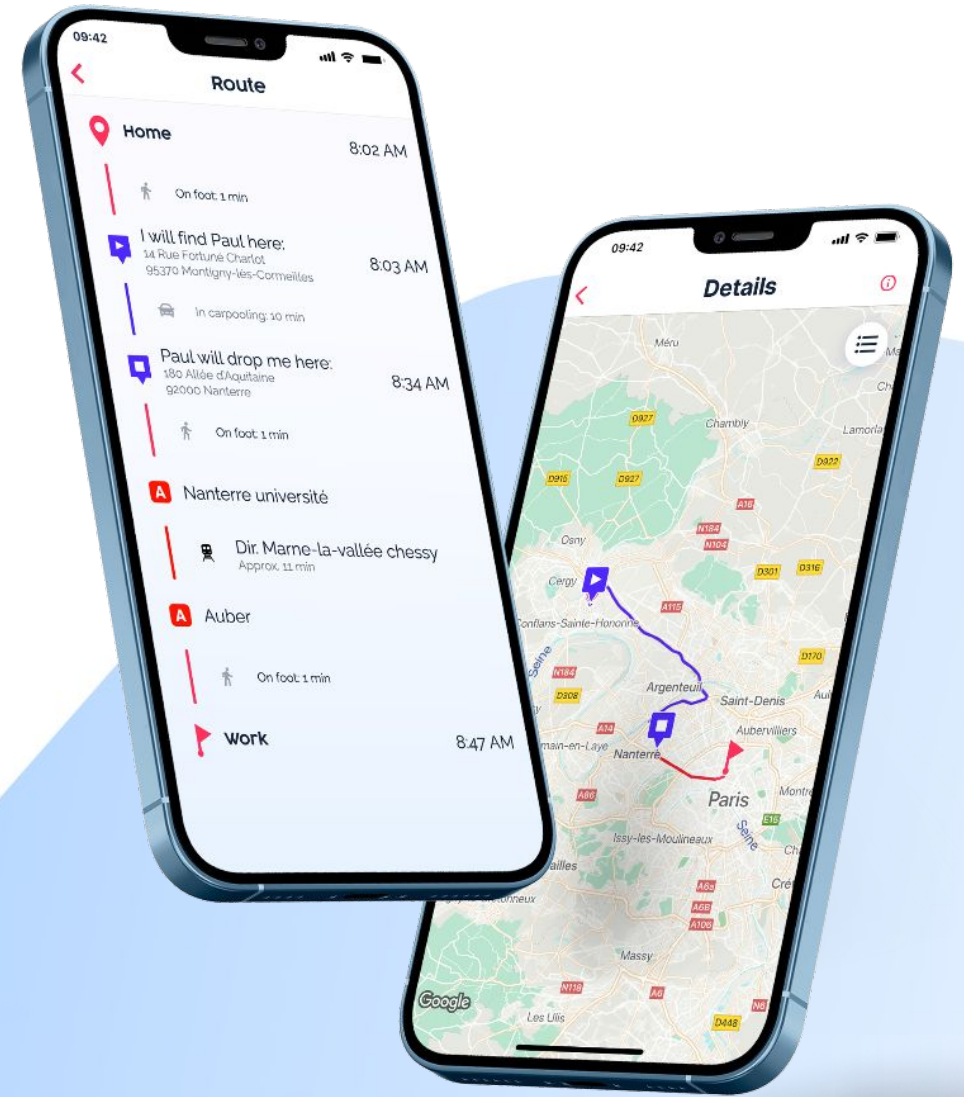 09:42
Route
Home
8:02 AM
On foot: 1 min
I will find Paul here:
14 Rue Fortuné Charlot
95370 Montigny-lès-Cormeilles
8:03 AM
In carpooling: 10 min
Paul will drop me here:
180 Allée d'Aquitaine
92000 Nanterre
8:34 AM
On foot: 1 min
A Nanterre université
Dir. Marne-la-vallée chessy
Approx. 11 min
A Auber
On foot: 1 min
work
8:47 AM
09:42
Details
Méru
D927
Chambly
Lamorla
D922
D915
D927
A16
N184
N104
Osny
D301
D316
Cergy
A115
Conflans-Sainte-Honorine
Seine
D170
N184
Argenteuil
Saint-Denis
D308
Aubervilliers
A14
main-en-Laye
Nanterre
Paris
A86
Montre
E15
Seine
Issy-les-Moulineaux
ailles
A6a
A6B
A106
Massy
N118
A6
N6
Google
Les Ulis
D448